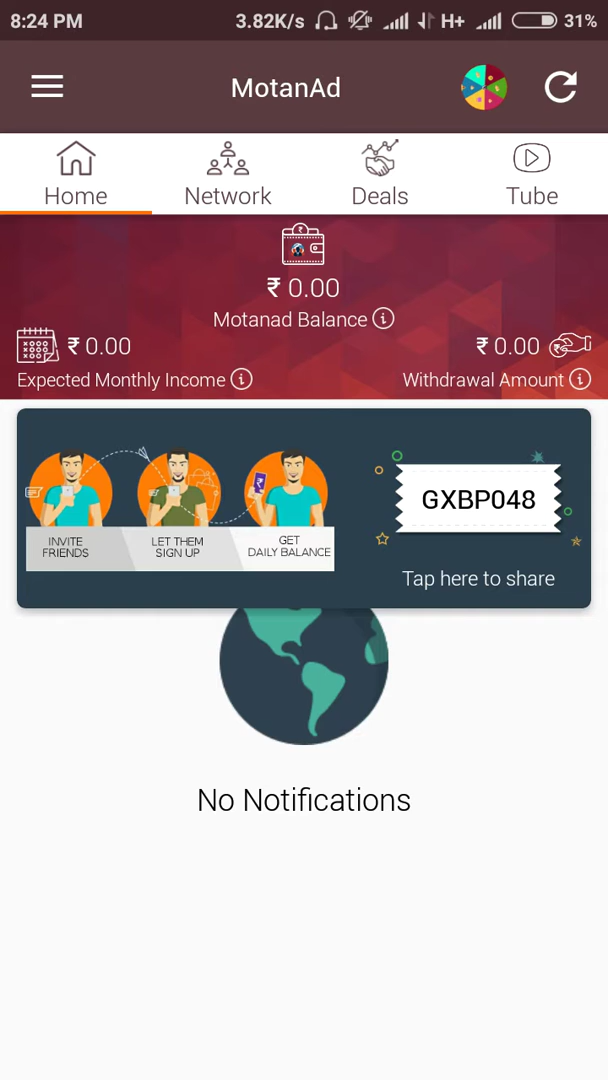 8:24 PM 3.82K/s H+ 31%
MotanAd
Home Network Deals Tube
₹ 0.00
Motanad Balance
₹ 0.00 ₹ 0.00
Expected Monthly Income Withdrawal Amount
INVITE FRIENDS
LET THEM SIGN UP
GET DAILY BALANCE
GXBP048
Tap here to share
No Notifications